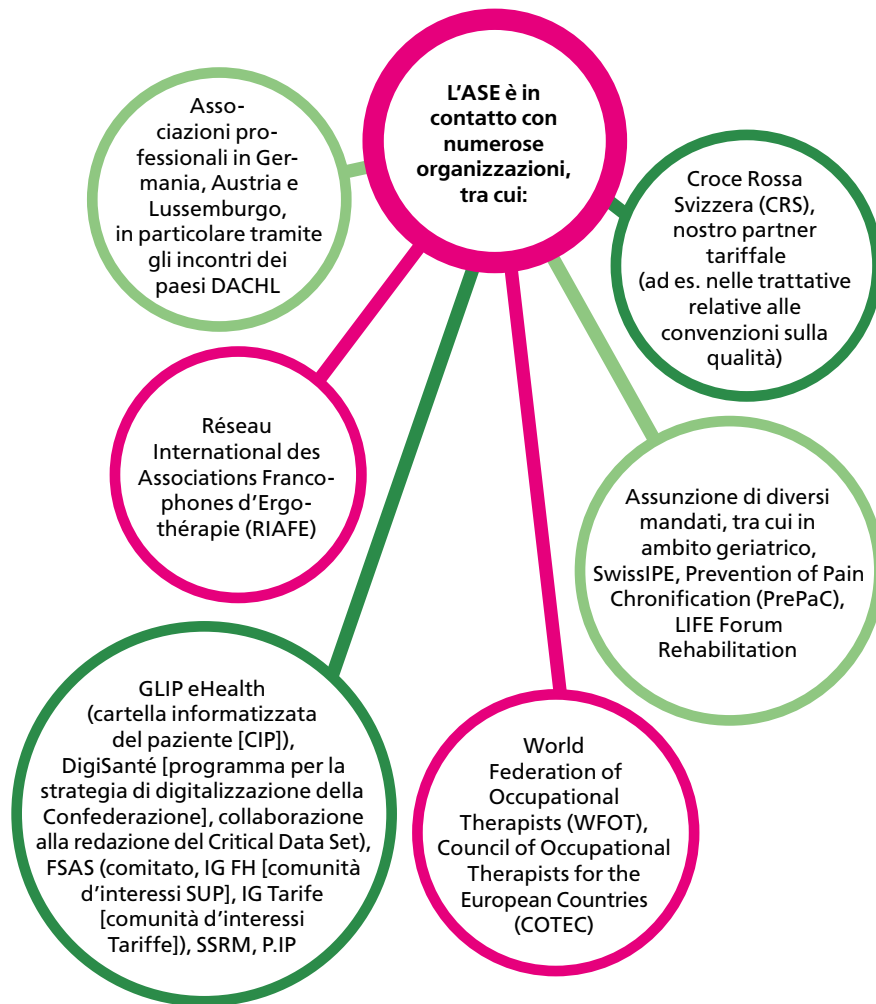 L'ASE è in
contatto con
numerose
organizzazioni,
tra cui:
Asso-
ciazioni pro-
fessionali in Ger-
mania, Austria e
Lussemburgo,
in particolare tramite
gli incontri dei
paesi DACHL
Croce Rossa
Svizzera (CRS),
nostro partner
tariffale
(ad es. nelle trattative
relative alle
convenzioni sulla
qualità)
Réseau
International des
Associations Franco-
phones d'Ergo-
thérapie (RIAFE)
Assunzione di diversi
mandati, tra cui in
ambito geriatrico,
SwissIPE, Prevention of Pain
Chronification (PrePaC),
LIFE Forum
Rehabilitation
GLIP eHealth
(cartella informatizzata
del paziente [CIP]),
DigiSanté [programma per la
strategia di digitalizzazione della
Confederazione], collaborazione
alla redazione del Critical Data Set),
FSAS (comitato, IG FH [comunità
d'interessi SUP], IG Tarife
[comunità d'interessi
Tariffe]), SSRM, P.IP
World
Federation of
Occupational
Therapists (WFOT),
Council of Occupational
Therapists for the
European Countries
(COTEC)